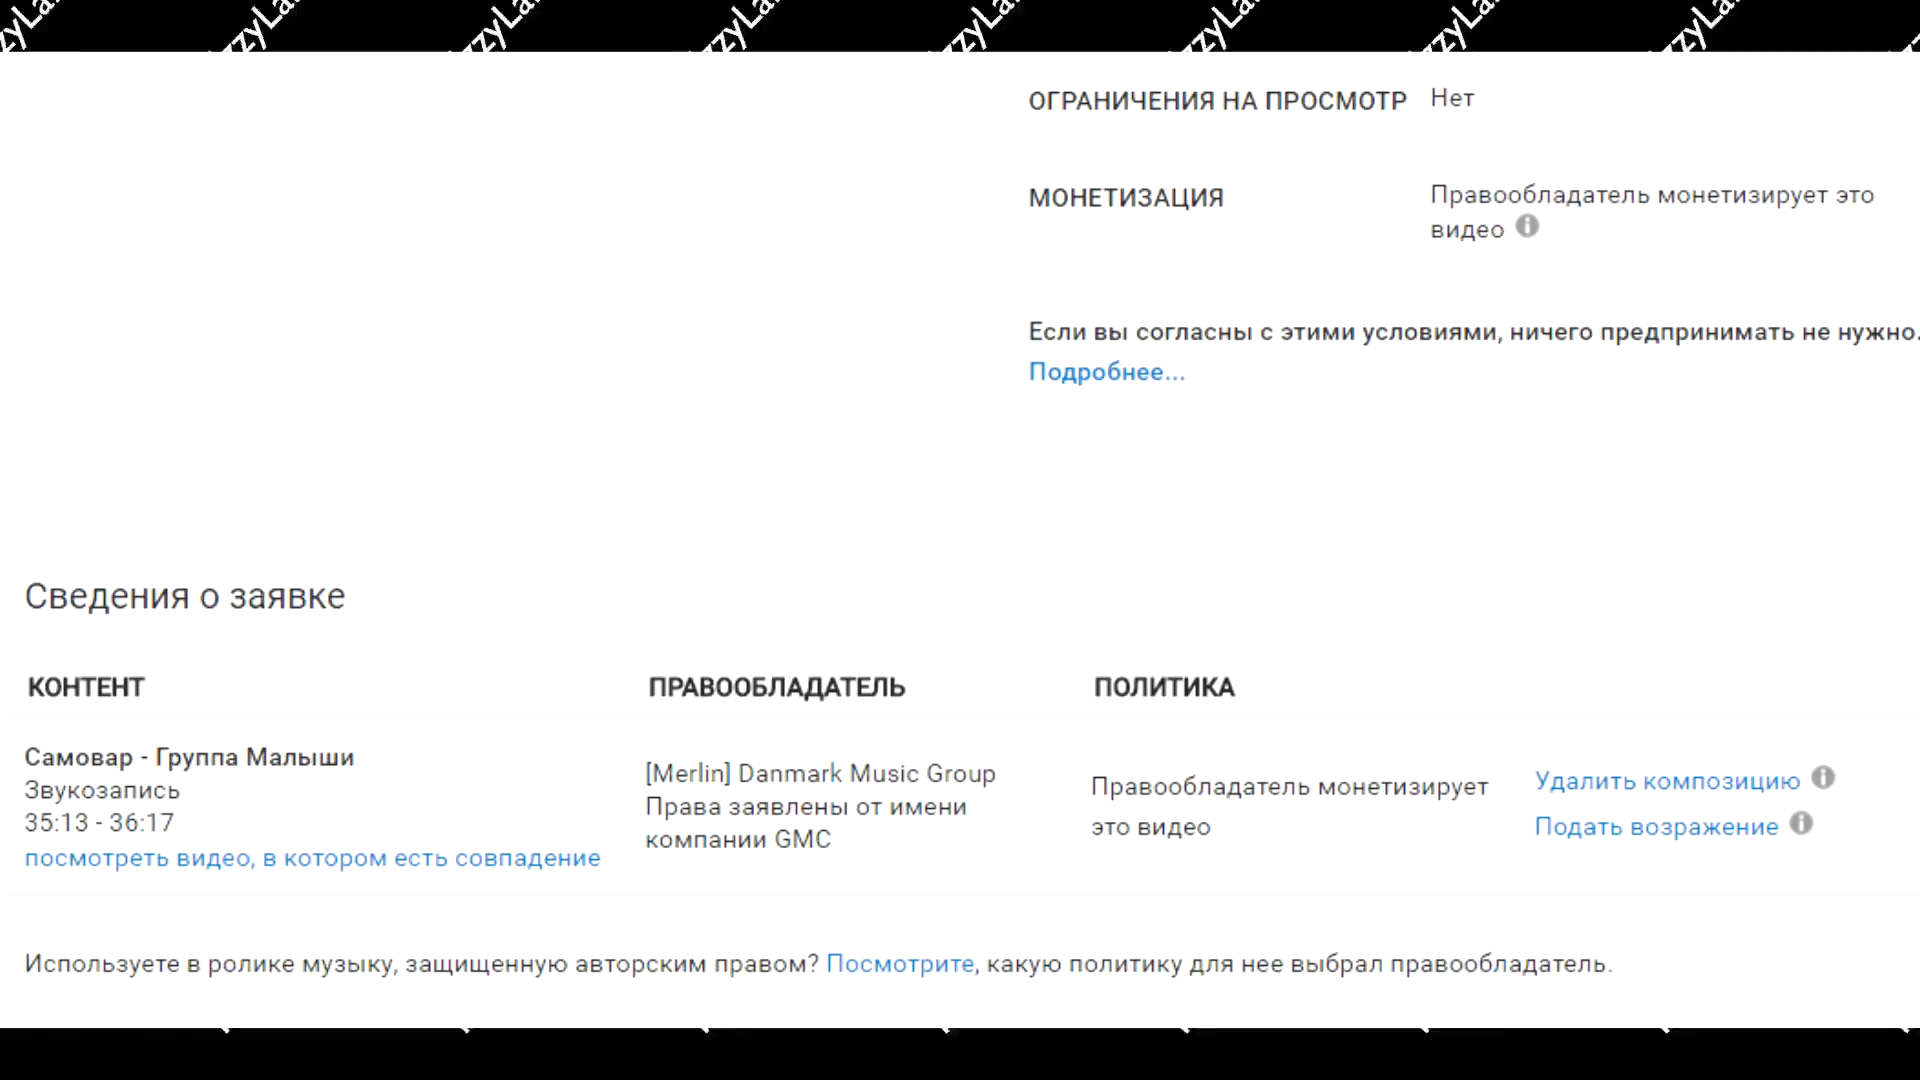 ОГРАНИЧЕНИЯ НА ПРОСМОТР Нет
МОНЕТИЗАЦИЯ Правообладатель монетизирует это
видео
Если вы согласны с этими условиями, ничего предпринимать не нужно.
Подробнее...
Сведения о заявке
КОНТЕНТ ПРАВООБЛАДАТЕЛЬ ПОЛИТИКА
Самовар - Группа Малыши
Звукозапись
35:13 - 36:17
посмотреть видео, в котором есть совпадение
[Merlin] Danmark Music Group
Права заявлены от имени
компании GMC
Правообладатель монетизирует
это видео
Удалить композицию
Подать возражение
Используете в ролике музыку, защищенную авторским правом? Посмотрите, какую политику для нее выбрал правообладатель.